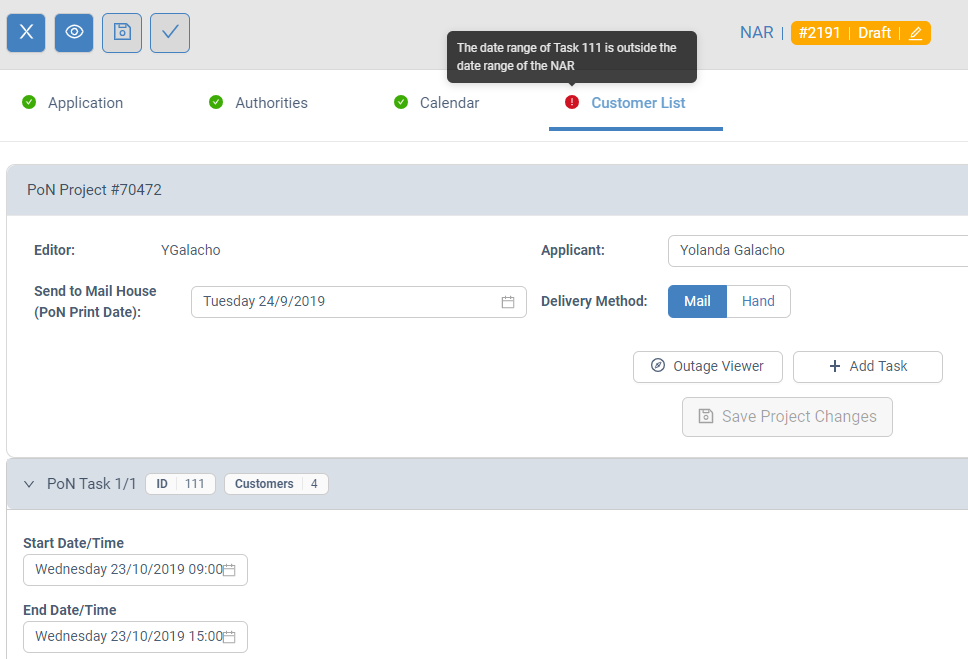 NAR | #2191 | Draft
The date range of Task 111 is outside the
date range of the NAR
Application
Authorities
Calendar
Customer List
PoN Project #70472
Editor:
YGalacho
Applicant:
Yolanda Galacho
Send to Mail House
(PoN Print Date):
Tuesday 24/9/2019
Delivery Method:
Mail
Hand
Outage Viewer
+ Add Task
Save Project Changes
PoN Task 1/1
ID 111
Customers 4
Start Date/Time
Wednesday 23/10/2019 09:00
End Date/Time
Wednesday 23/10/2019 15:00